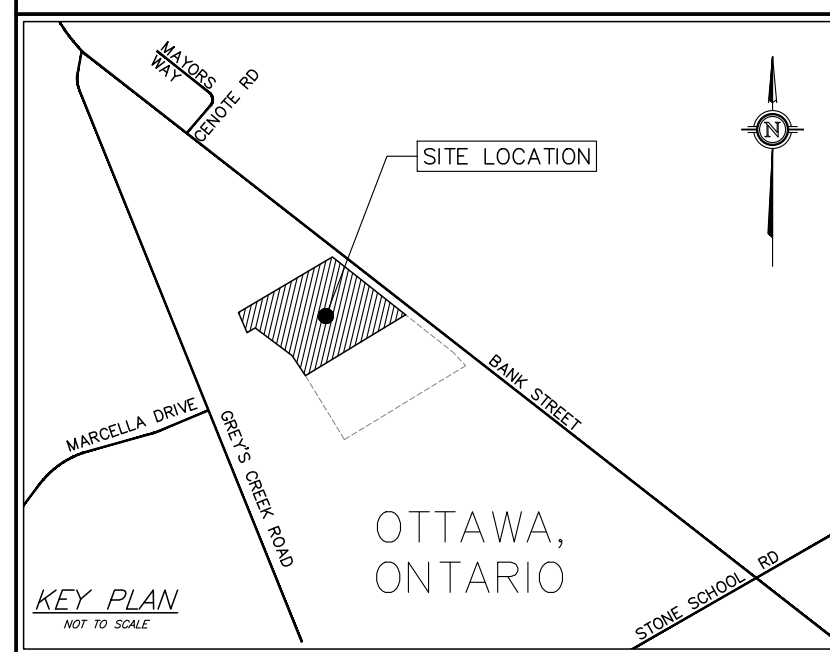 MAYORS
WAY
CENOTE RD
N
SITE LOCATION
BANK STREET
MARCELLA DRIVE
GREY'S CREEK ROAD
OTTAWA,
ONTARIO
STONE SCHOOL RD
KEY PLAN
NOT TO SCALE